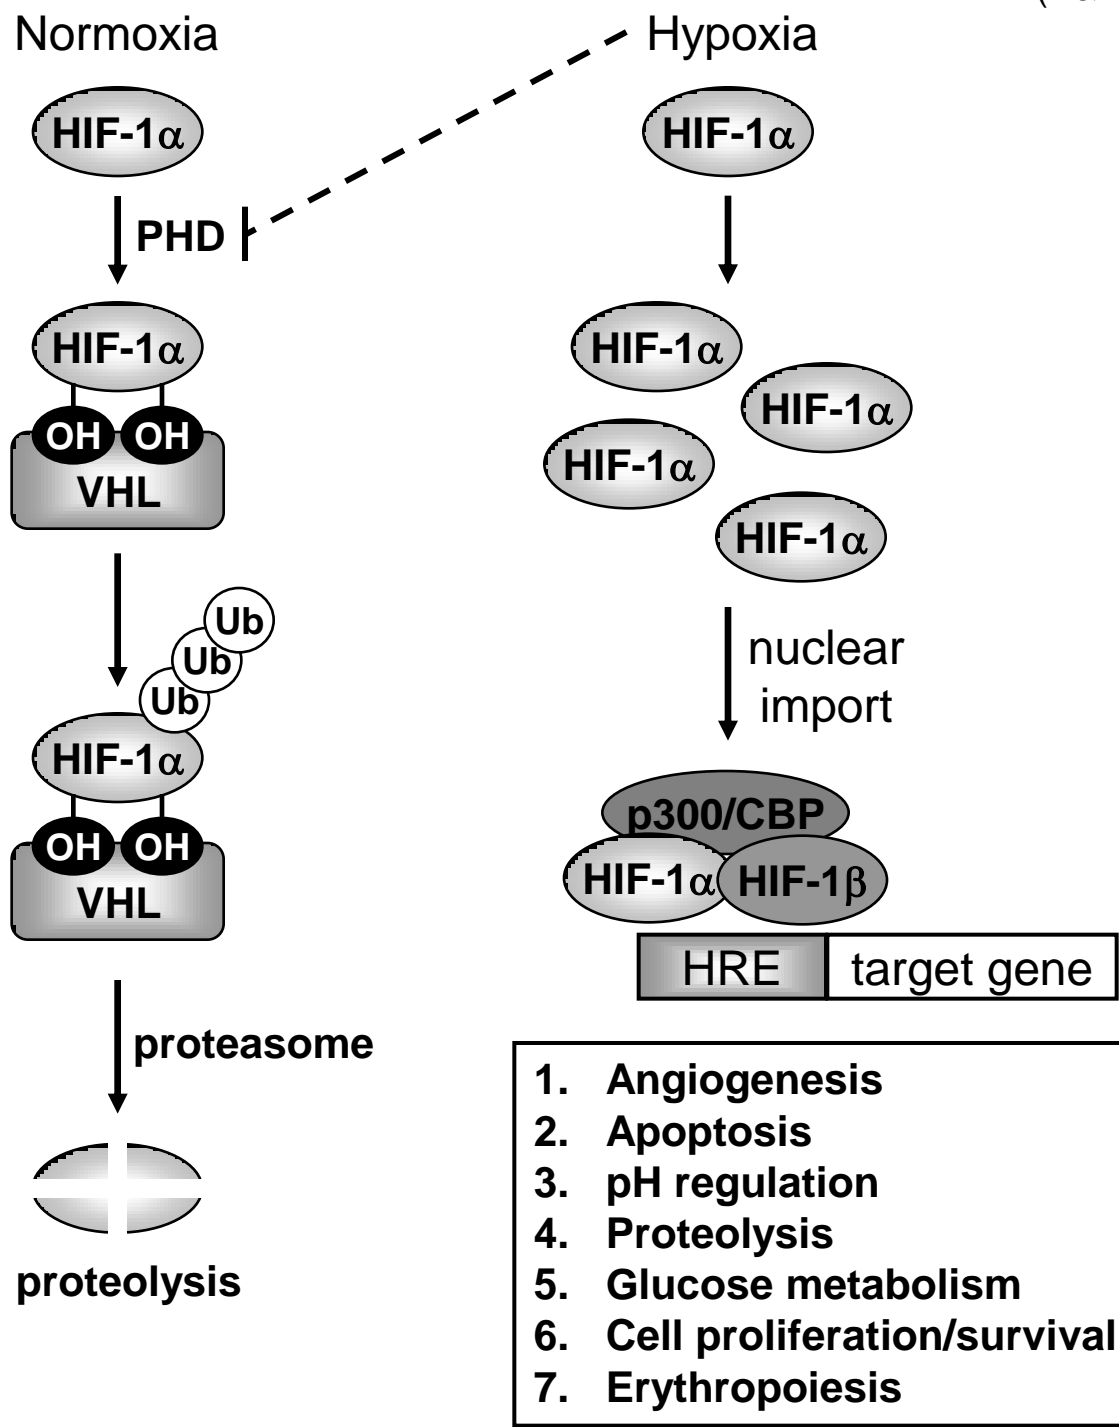 Normoxia
HIF-1α
PHD
HIF-1α
OH OH
VHL
Ub
Ub
Ub
HIF-1α
OH OH
VHL
proteasome
proteolysis
Hypoxia
HIF-1α
HIF-1α
HIF-1α
HIF-1α
HIF-1α
nuclear
import
p300/CBP
HIF-1α HIF-1β
HRE target gene
1. Angiogenesis
2. Apoptosis
3. pH regulation
4. Proteolysis
5. Glucose metabolism
6. Cell proliferation/survival
7. Erythropoiesis